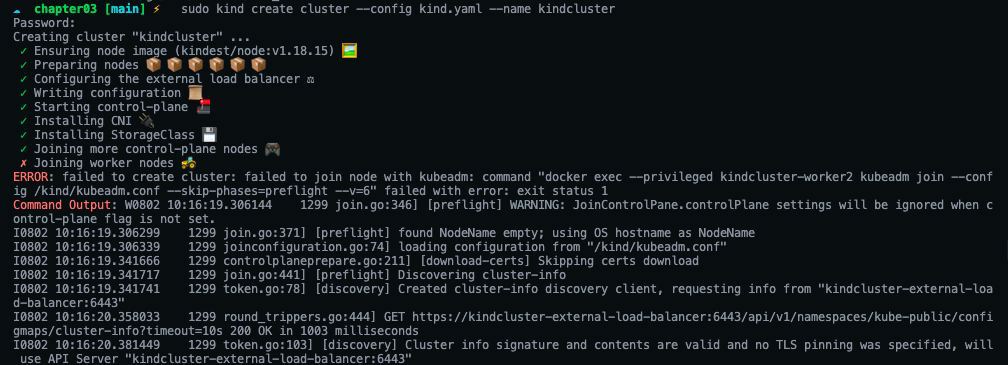 chapter03 [main] ⚡ sudo kind create cluster --config kind.yaml --name kindcluster
Password:
Creating cluster "kindcluster" ...
✓ Ensuring node image (kindest/node:v1.18.15) 🖼
✓ Preparing nodes 📦 📦 📦 📦 📦 📦
✓ Configuring the external load balancer ⚖️
✓ Writing configuration 📜
✓ Starting control-plane 🕹️
✓ Installing CNI 🔌
✓ Installing StorageClass 💾
✓ Joining more control-plane nodes 🎮
✗ Joining worker nodes 🚜
ERROR: failed to create cluster: failed to join node with kubeadm: command "docker exec --privileged kindcluster-worker2 kubeadm join --conf
ig /kind/kubeadm.conf --skip-phases=preflight --v=6" failed with error: exit status 1
Command Output: W0802 10:16:19.306144    1299 join.go:346] [preflight] WARNING: JoinControlPane.controlPlane settings will be ignored when c
ontrol-plane flag is not set.
I0802 10:16:19.306299    1299 join.go:371] [preflight] found NodeName empty; using OS hostname as NodeName
I0802 10:16:19.306339    1299 joinconfiguration.go:74] loading configuration from "/kind/kubeadm.conf"
I0802 10:16:19.341666    1299 controlplaneprepare.go:211] [download-certs] Skipping certs download
I0802 10:16:19.341717    1299 join.go:441] [preflight] Discovering cluster-info
I0802 10:16:19.341741    1299 token.go:78] [discovery] Created cluster-info discovery client, requesting info from "kindcluster-external-loa
d-balancer:6443"
I0802 10:16:20.358033    1299 round_trippers.go:444] GET https://kindcluster-external-load-balancer:6443/api/v1/namespaces/kube-public/confi
gmaps/cluster-info?timeout=10s 200 OK in 1003 milliseconds
I0802 10:16:20.381449    1299 token.go:103] [discovery] Cluster info signature and contents are valid and no TLS pinning was specified, will
use API Server "kindcluster-external-load-balancer:6443"